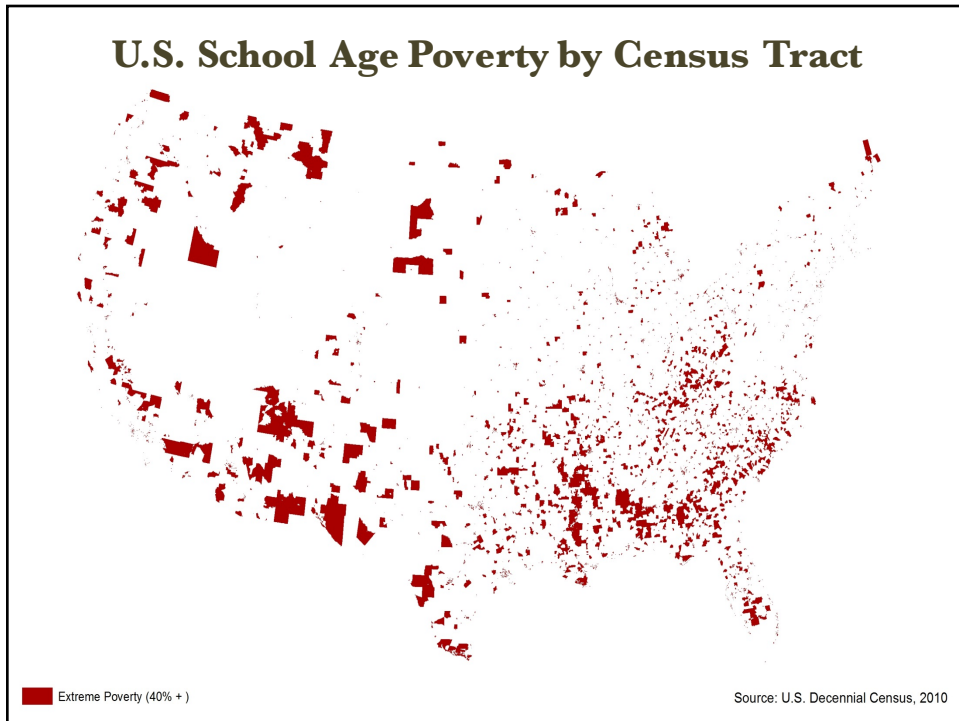 U.S. School Age Poverty by Census Tract
Extreme Poverty (40% + )
Source: U.S. Decennial Census, 2010